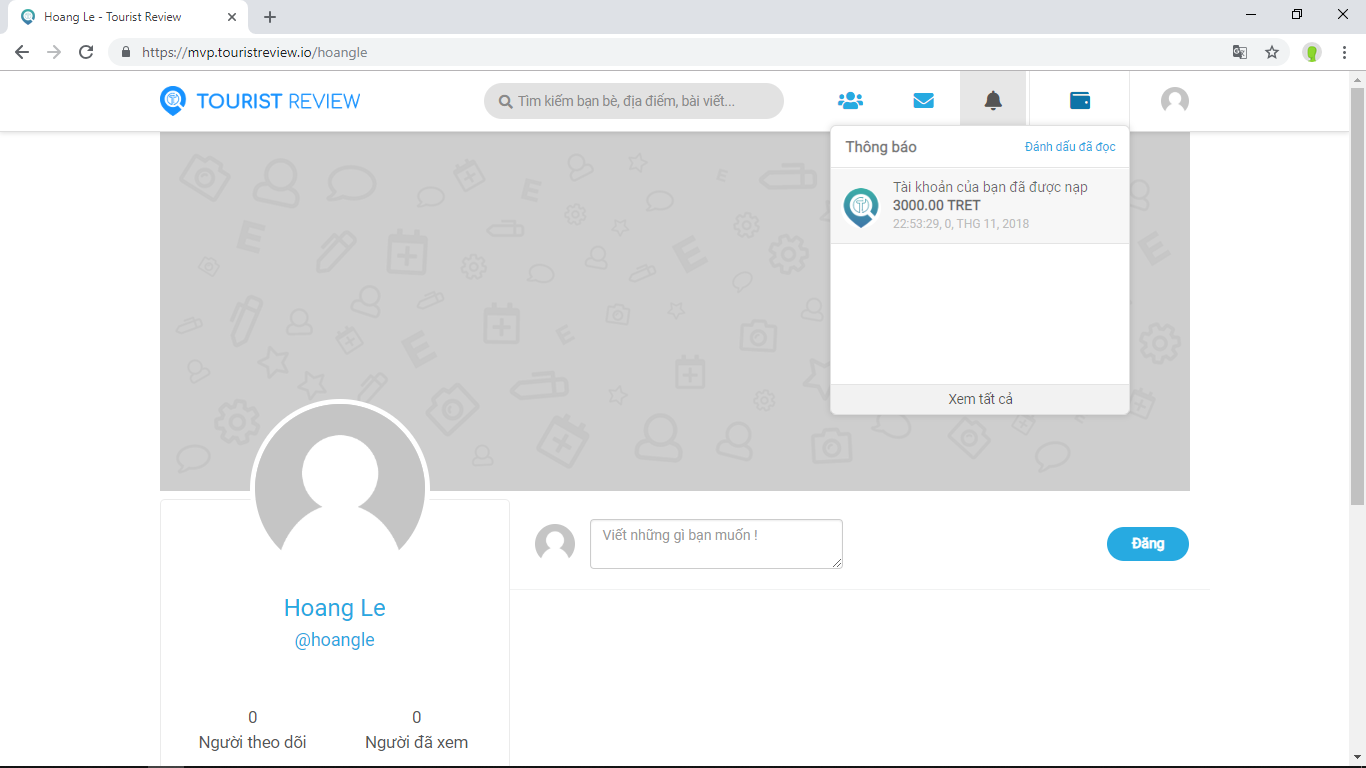 Hoang Le - Tourist Review
https://mvp.touristreview.io/hoangle
TOURIST REVIEW
Tìm kiếm bạn bè, địa điểm, bài viết...
Thông báo
Đánh dấu đã đọc
Tài khoản của bạn đã được nạp
3000.00 TRET
22:53:29, 0, THG 11, 2018
Xem tất cả
Viết những gì bạn muốn !
Đăng
Hoang Le
@hoangle
0
Người theo dõi
0
Người đã xem